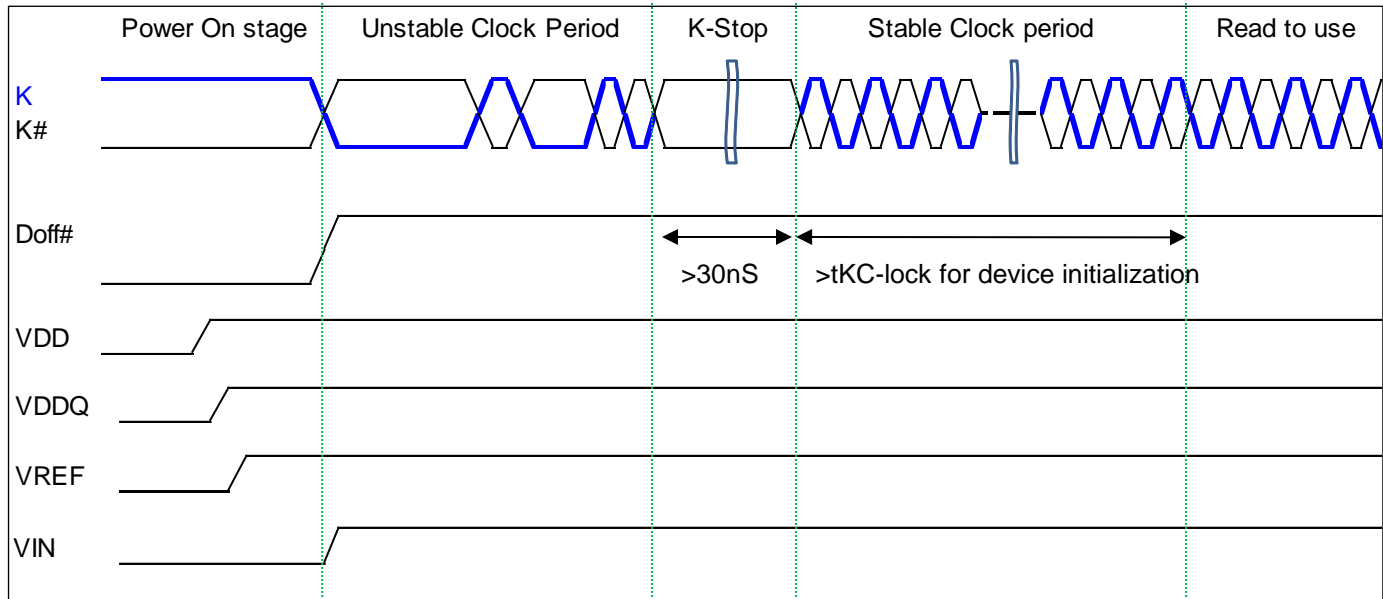 Power On stage
Unstable Clock Period
K-Stop
Stable Clock period
Read to use
K
K#
Doff#
>30nS
>tKC-lock for device initialization
VDD
VDDQ
VREF
VIN